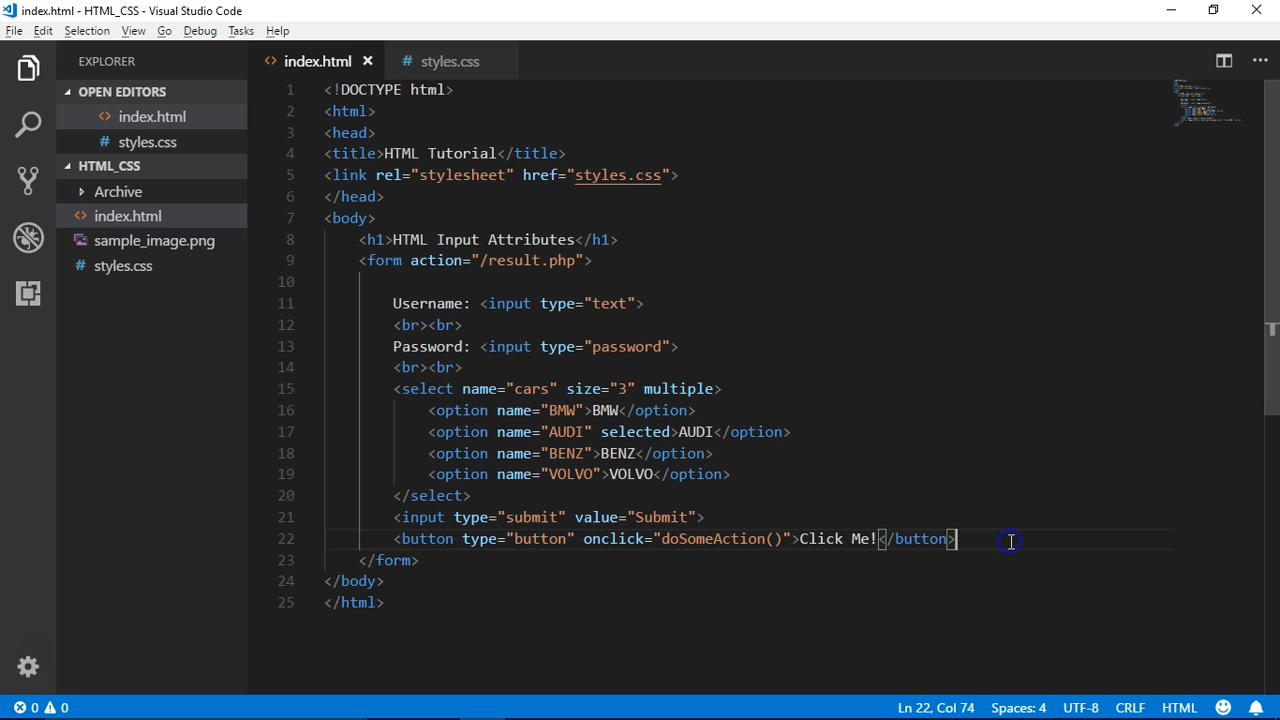 index.html - HTML_CSS - Visual Studio Code
File Edit Selection View Go Debug Tasks Help
EXPLORER
OPEN EDITORS
<> index.html
# styles.css
HTML_CSS
Archive
<> index.html
sample_image.png
# styles.css
<> index.html ×
# styles.css
1 <!DOCTYPE html>
2 <html>
3 <head>
4 <title>HTML Tutorial</title>
5 <link rel="stylesheet" href="styles.css">
6 </head>
7 <body>
8 <h1>HTML Input Attributes</h1>
9 <form action="/result.php">
10
11 Username: <input type="text">
12 <br><br>
13 Password: <input type="password">
14 <br><br>
15 <select name="cars" size="3" multiple>
16 <option name="BMW">BMW</option>
17 <option name="AUDI" selected>AUDI</option>
18 <option name="BENZ">BENZ</option>
19 <option name="VOLVO">VOLVO</option>
20 </select>
21 <input type="submit" value="Submit">
22 <button type="button" onclick="doSomeAction()">Click Me!</button>
23 </form>
24 </body>
25 </html>
0 0 Ln 22, Col 74 Spaces: 4 UTF-8 CRLF HTML